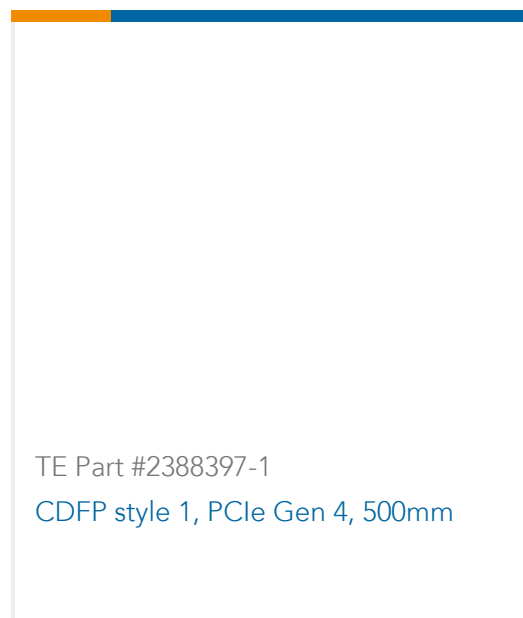 TE Part #2388397-1
CDFP style 1, PCIe Gen 4, 500mm